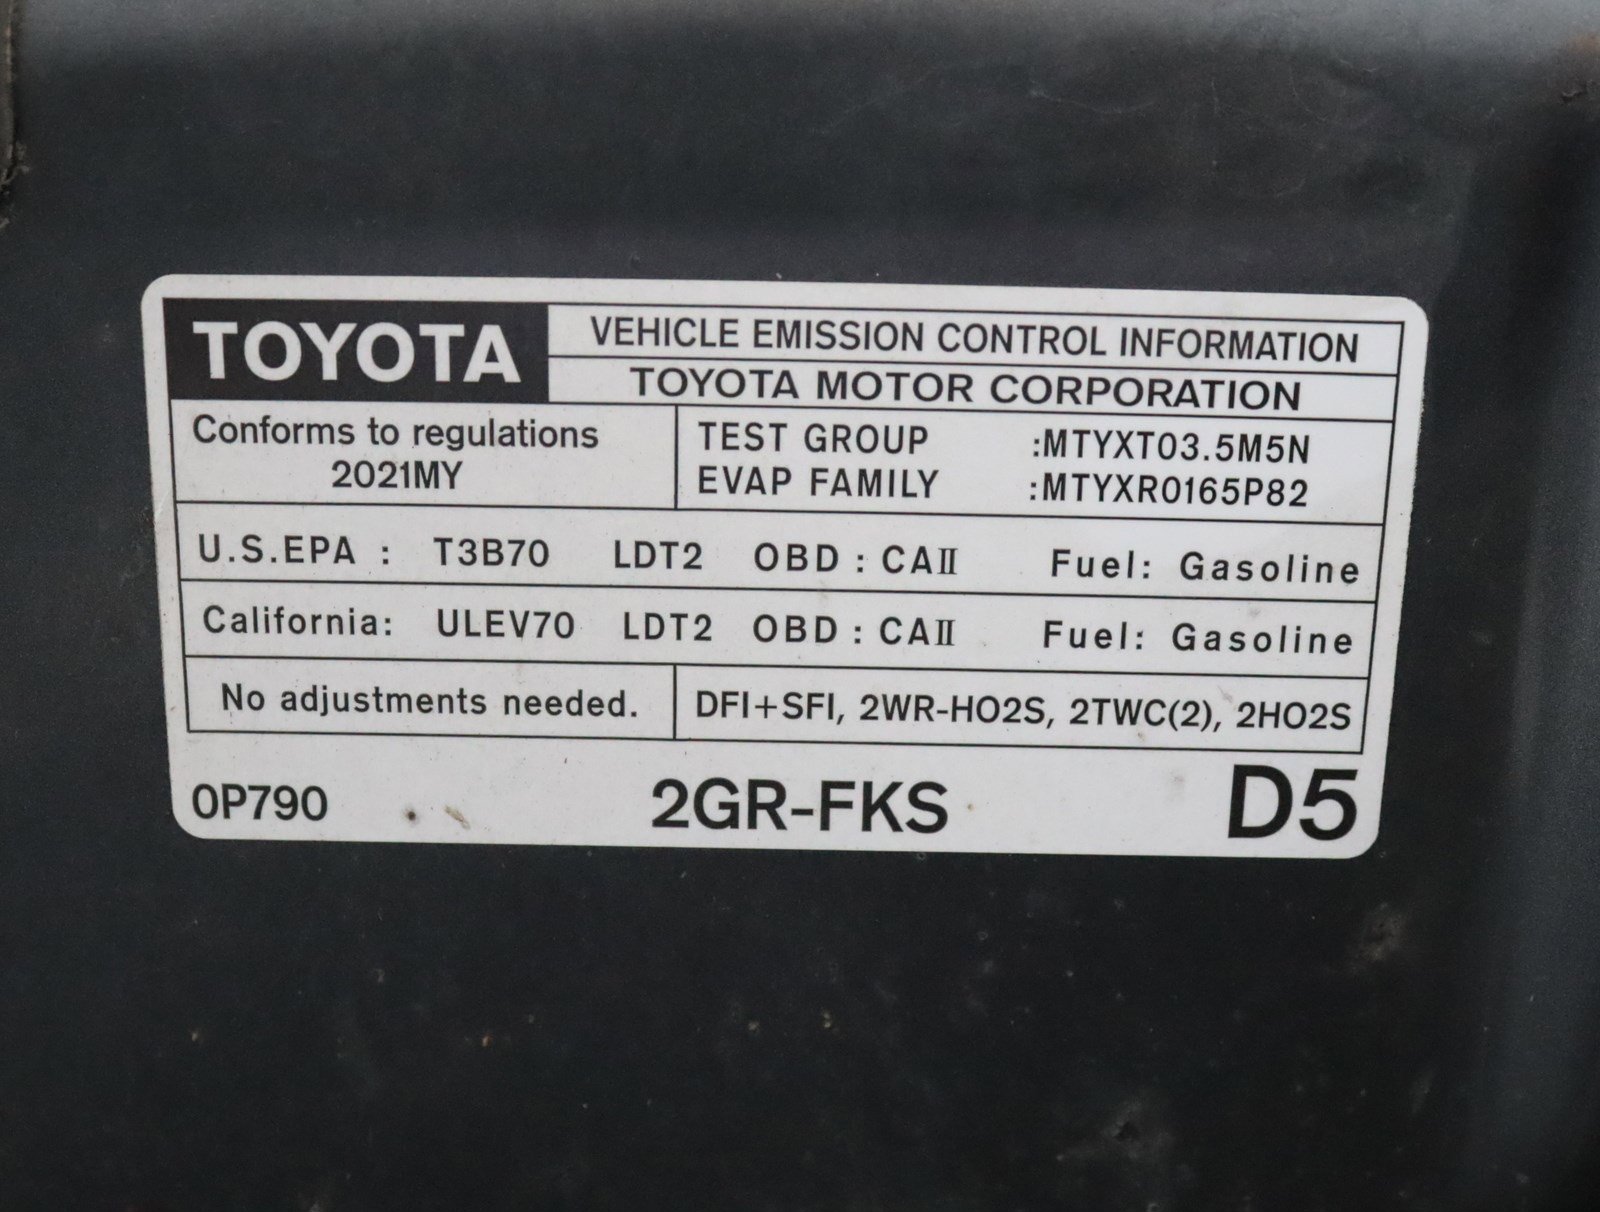 TOYOTA
VEHICLE EMISSION CONTROL INFORMATION
TOYOTA MOTOR CORPORATION
Conforms to regulations
2021MY
TEST GROUP :MTYXT03.5M5N
EVAP FAMILY :MTYXR0165P82
U.S.EPA : T3B70 LDT2 OBD : CAII Fuel: Gasoline
California: ULEV70 LDT2 OBD : CAII Fuel: Gasoline
No adjustments needed.
DFI+SFI, 2WR-HO2S, 2TWC(2), 2HO2S
0P790 2GR-FKS D5